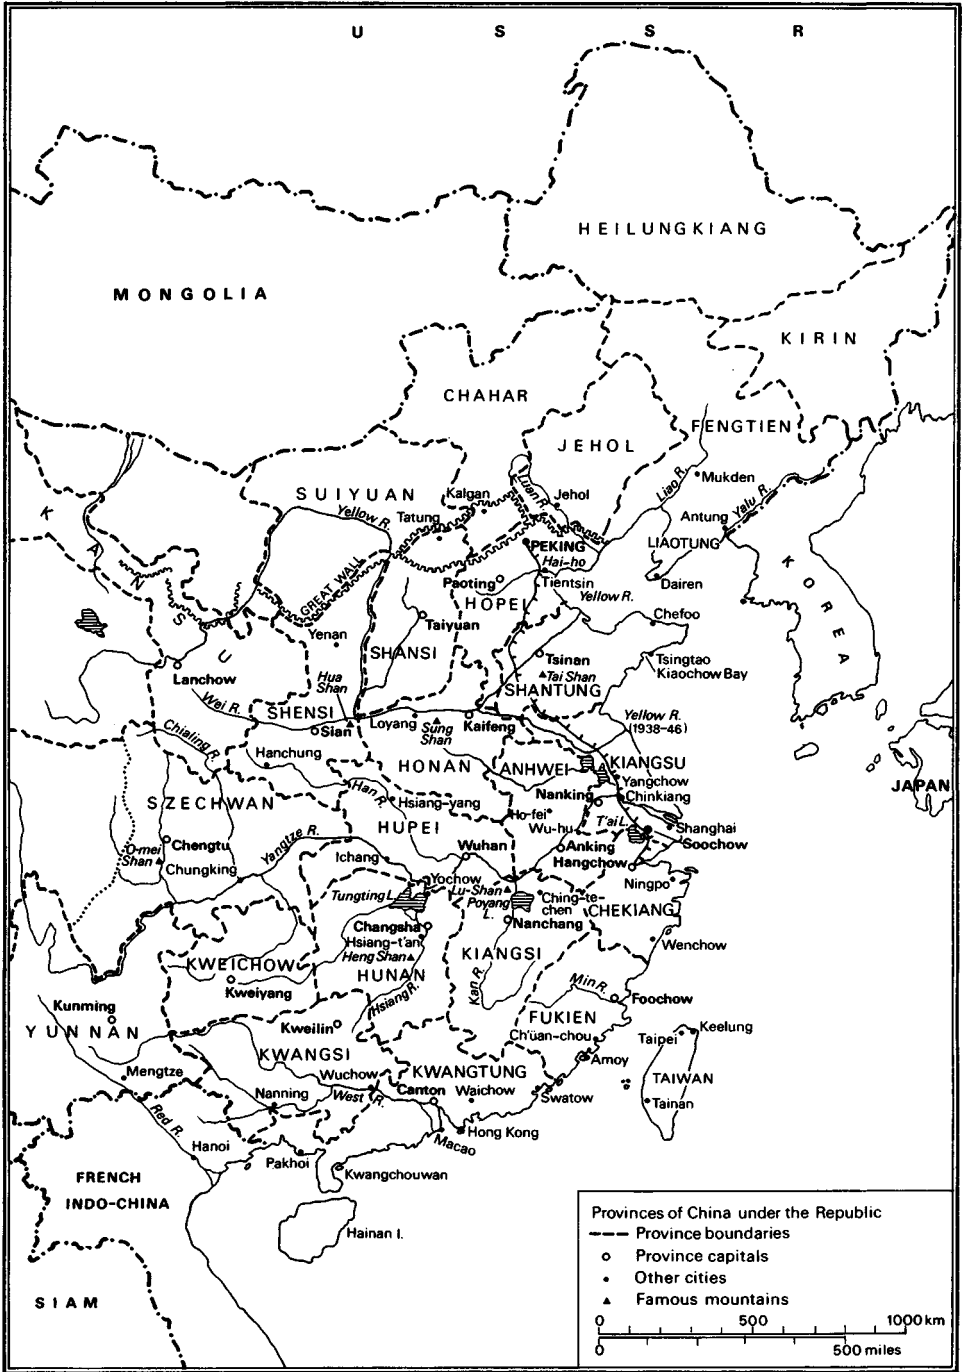 U S S R
HEILUNGKIANG
MONGOLIA
KIRIN
CHAHAR
FENGTIEN
JEHOL
SUIYUAN
Kalgan
Luan R.
Jehol
Liao R.
Mukden
Yellow R.
Tatung
Antung
Yalu R.
KANSU
PEKING
LIAOTUNG
Hai-ho
GREAT WALL
Paoting
Tientsin
Dairen
KOREA
HOPEI
Yellow R.
Taiyuan
Chefoo
Yenan
SHANSI
Tsinan
Tsingtao
Lanchow
Hua
Shan
Tai Shan
Kiaochow Bay
SHANTUNG
Wei R.
SHENSI
Loyang
Sung
Shan
Kaifeng
Yellow R.
(1938-46)
Sian
Chialing R.
Hanchung
HONAN
ANHWEI
KIANGSU
Yangchow
JAPAN
SZECHWAN
Han R.
Hsiang-yang
Nanking
Chinkiang
Ho-fei
HUPEI
Wu-hu
T'ai L.
Shanghai
Yangtze R.
Soochow
Chengtu
O-mei
Shan
Chungking
Ichang
Wuhan
Anking
Hangchow
Yochow
Lu-Shan
Ningpo
Tungting L.
Poyang
L.
Ching-te-
chen
CHEKIANG
Changsha
Nanchang
Hsiang-t'an
Heng Shan
KIANGSI
Wenchow
KWEICHOW
HUNAN
Kweiyang
Kan R.
Min R.
Foochow
Kunming
Hsiang R.
YUNNAN
Kweilin
FUKIEN
Ch'üan-chou
Taipei
Keelung
KWANGSI
Amoy
KWANGTUNG
Mengtze
Wuchow
Canton
Waichow
TAIWAN
Nanning
West R.
Swatow
Tainan
Red R.
Hong Kong
Hanoi
Macao
Pakhoi
Kwangchouwan
FRENCH
INDO-CHINA
Hainan I.
SIAM
Provinces of China under the Republic
Province boundaries
Province capitals
Other cities
Famous mountains
0 500 1000 km
0 500 miles